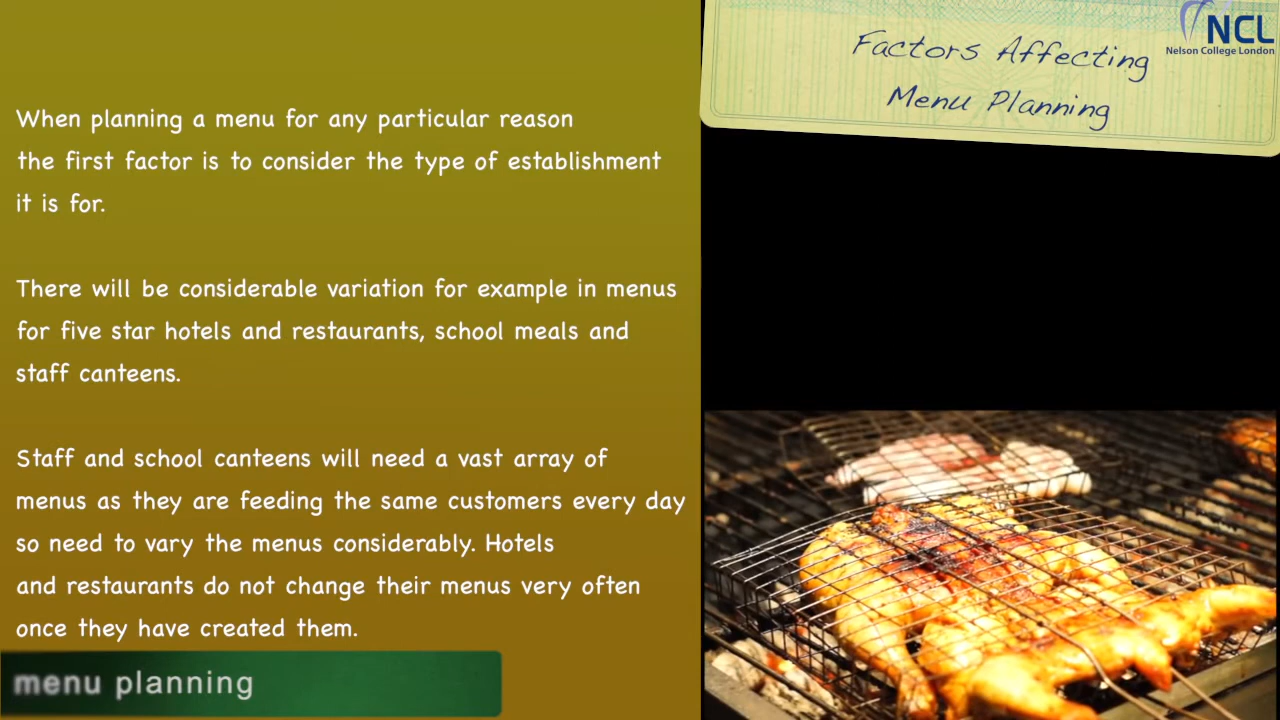 Factors Affecting
Menu Planning
NCL
Nelson College London
When planning a menu for any particular reason
the first factor is to consider the type of establishment
it is for.
There will be considerable variation for example in menus
for five star hotels and restaurants, school meals and
staff canteens.
Staff and school canteens will need a vast array of
menus as they are feeding the same customers every day
so need to vary the menus considerably. Hotels
and restaurants do not change their menus very often
once they have created them.
menu planning